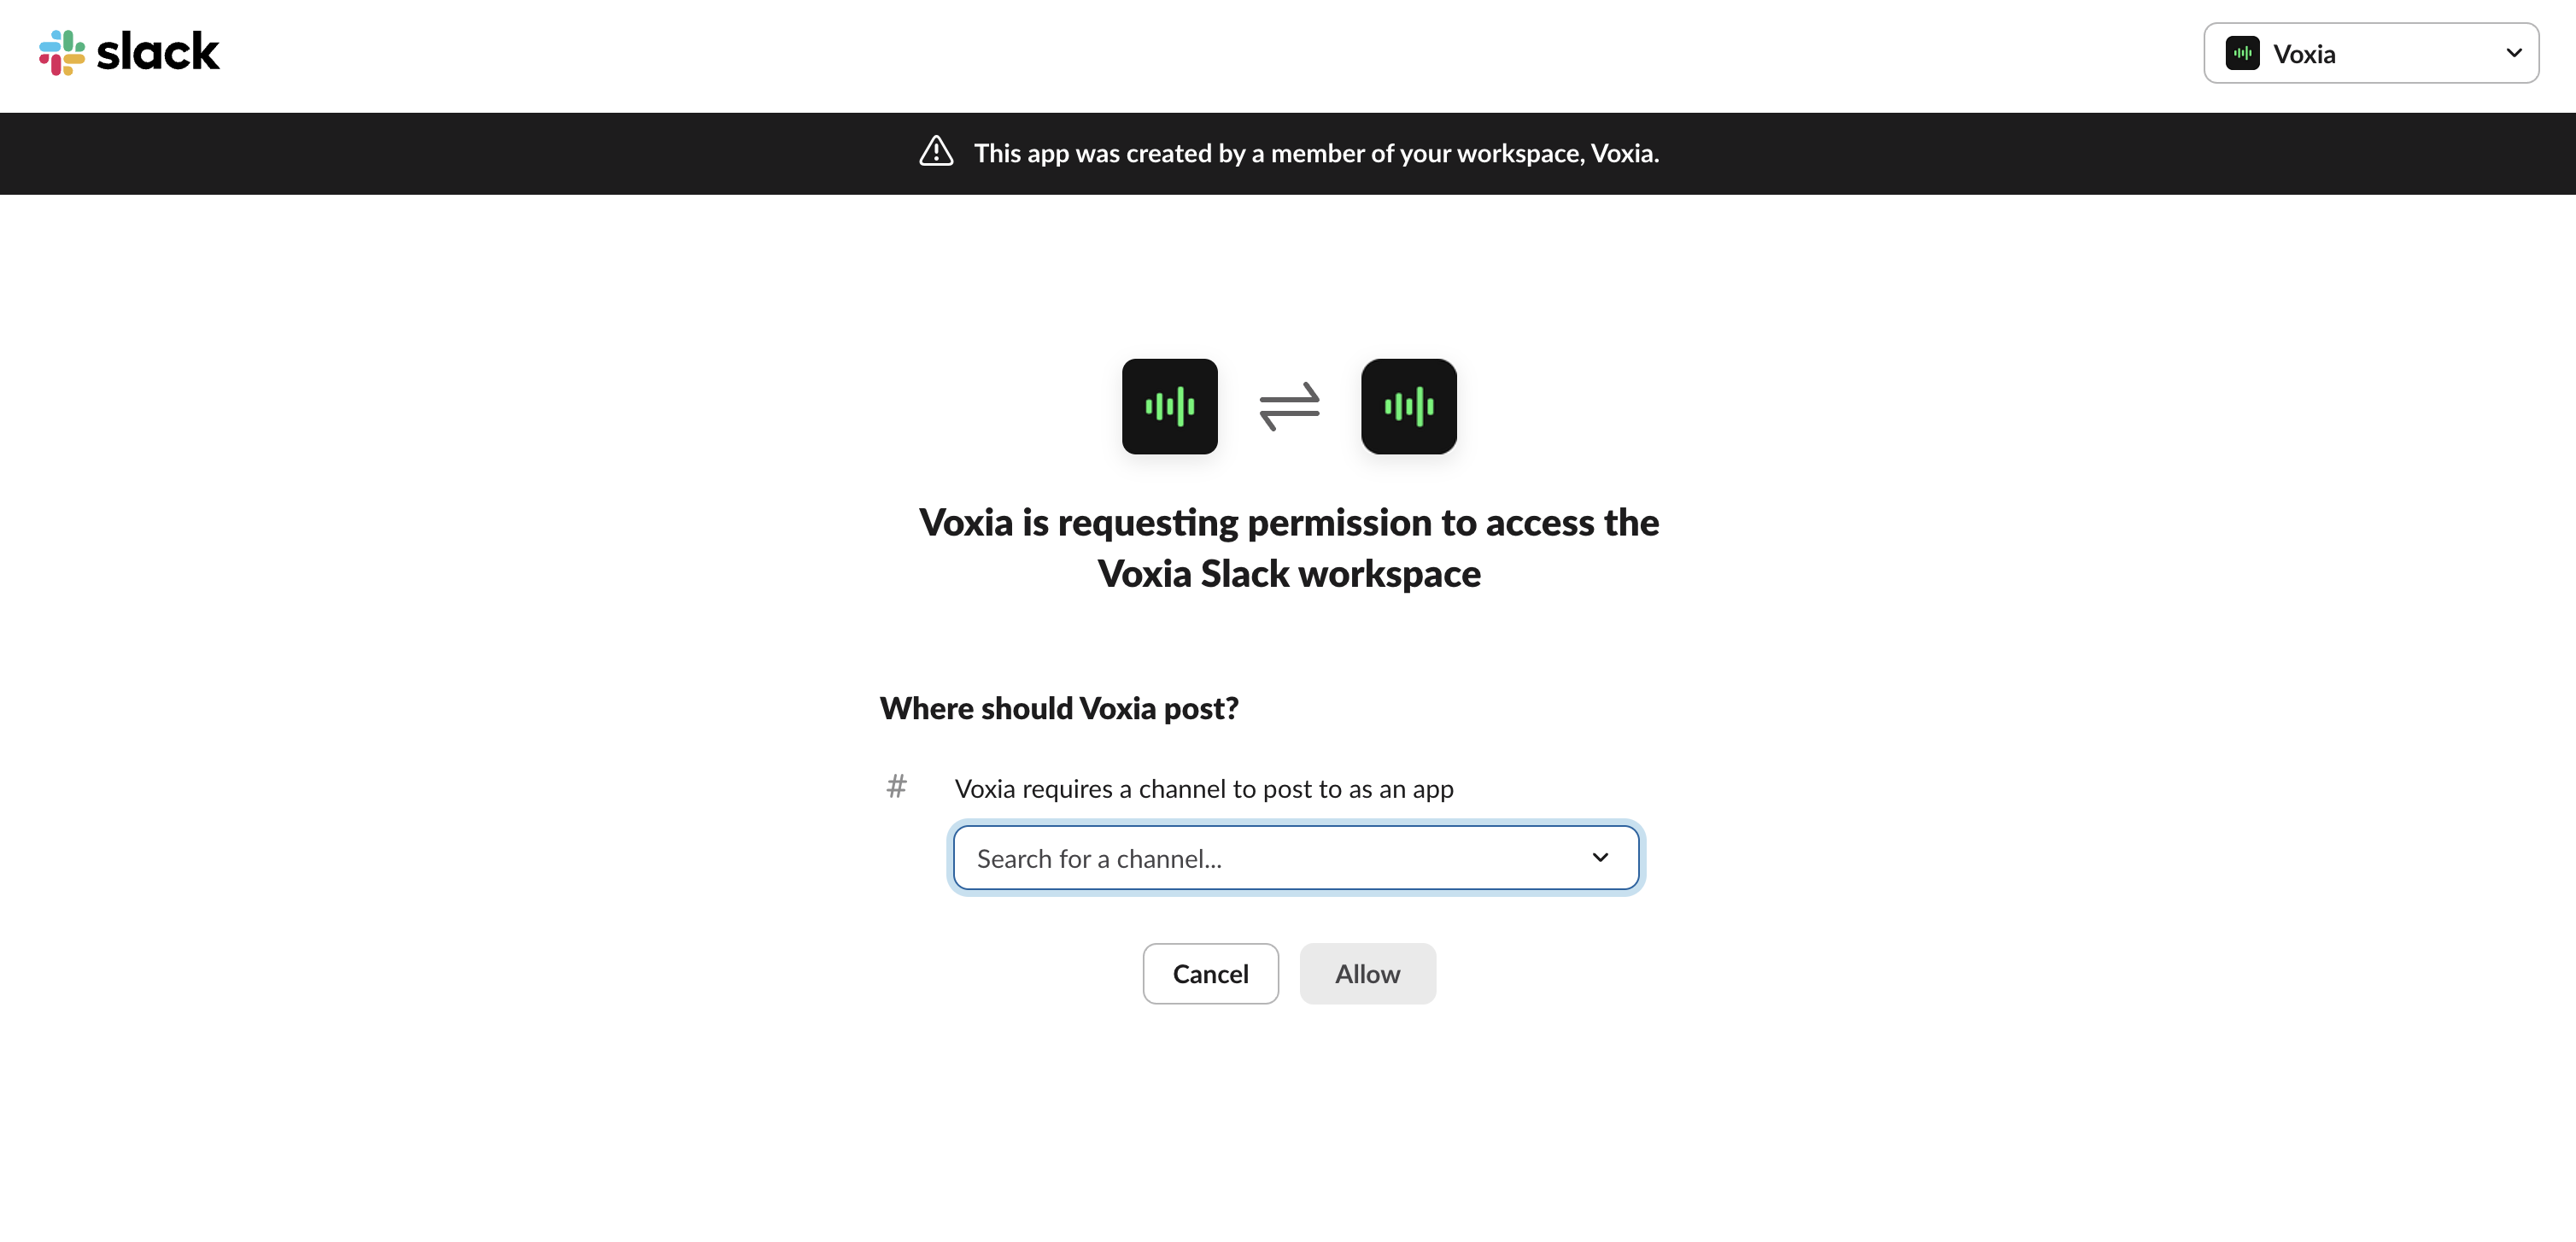 slack
Voxia
This app was created by a member of your workspace, Voxia.
Voxia is requesting permission to access the
Voxia Slack workspace
Where should Voxia post?
# Voxia requires a channel to post to as an app
Search for a channel...
Cancel Allow